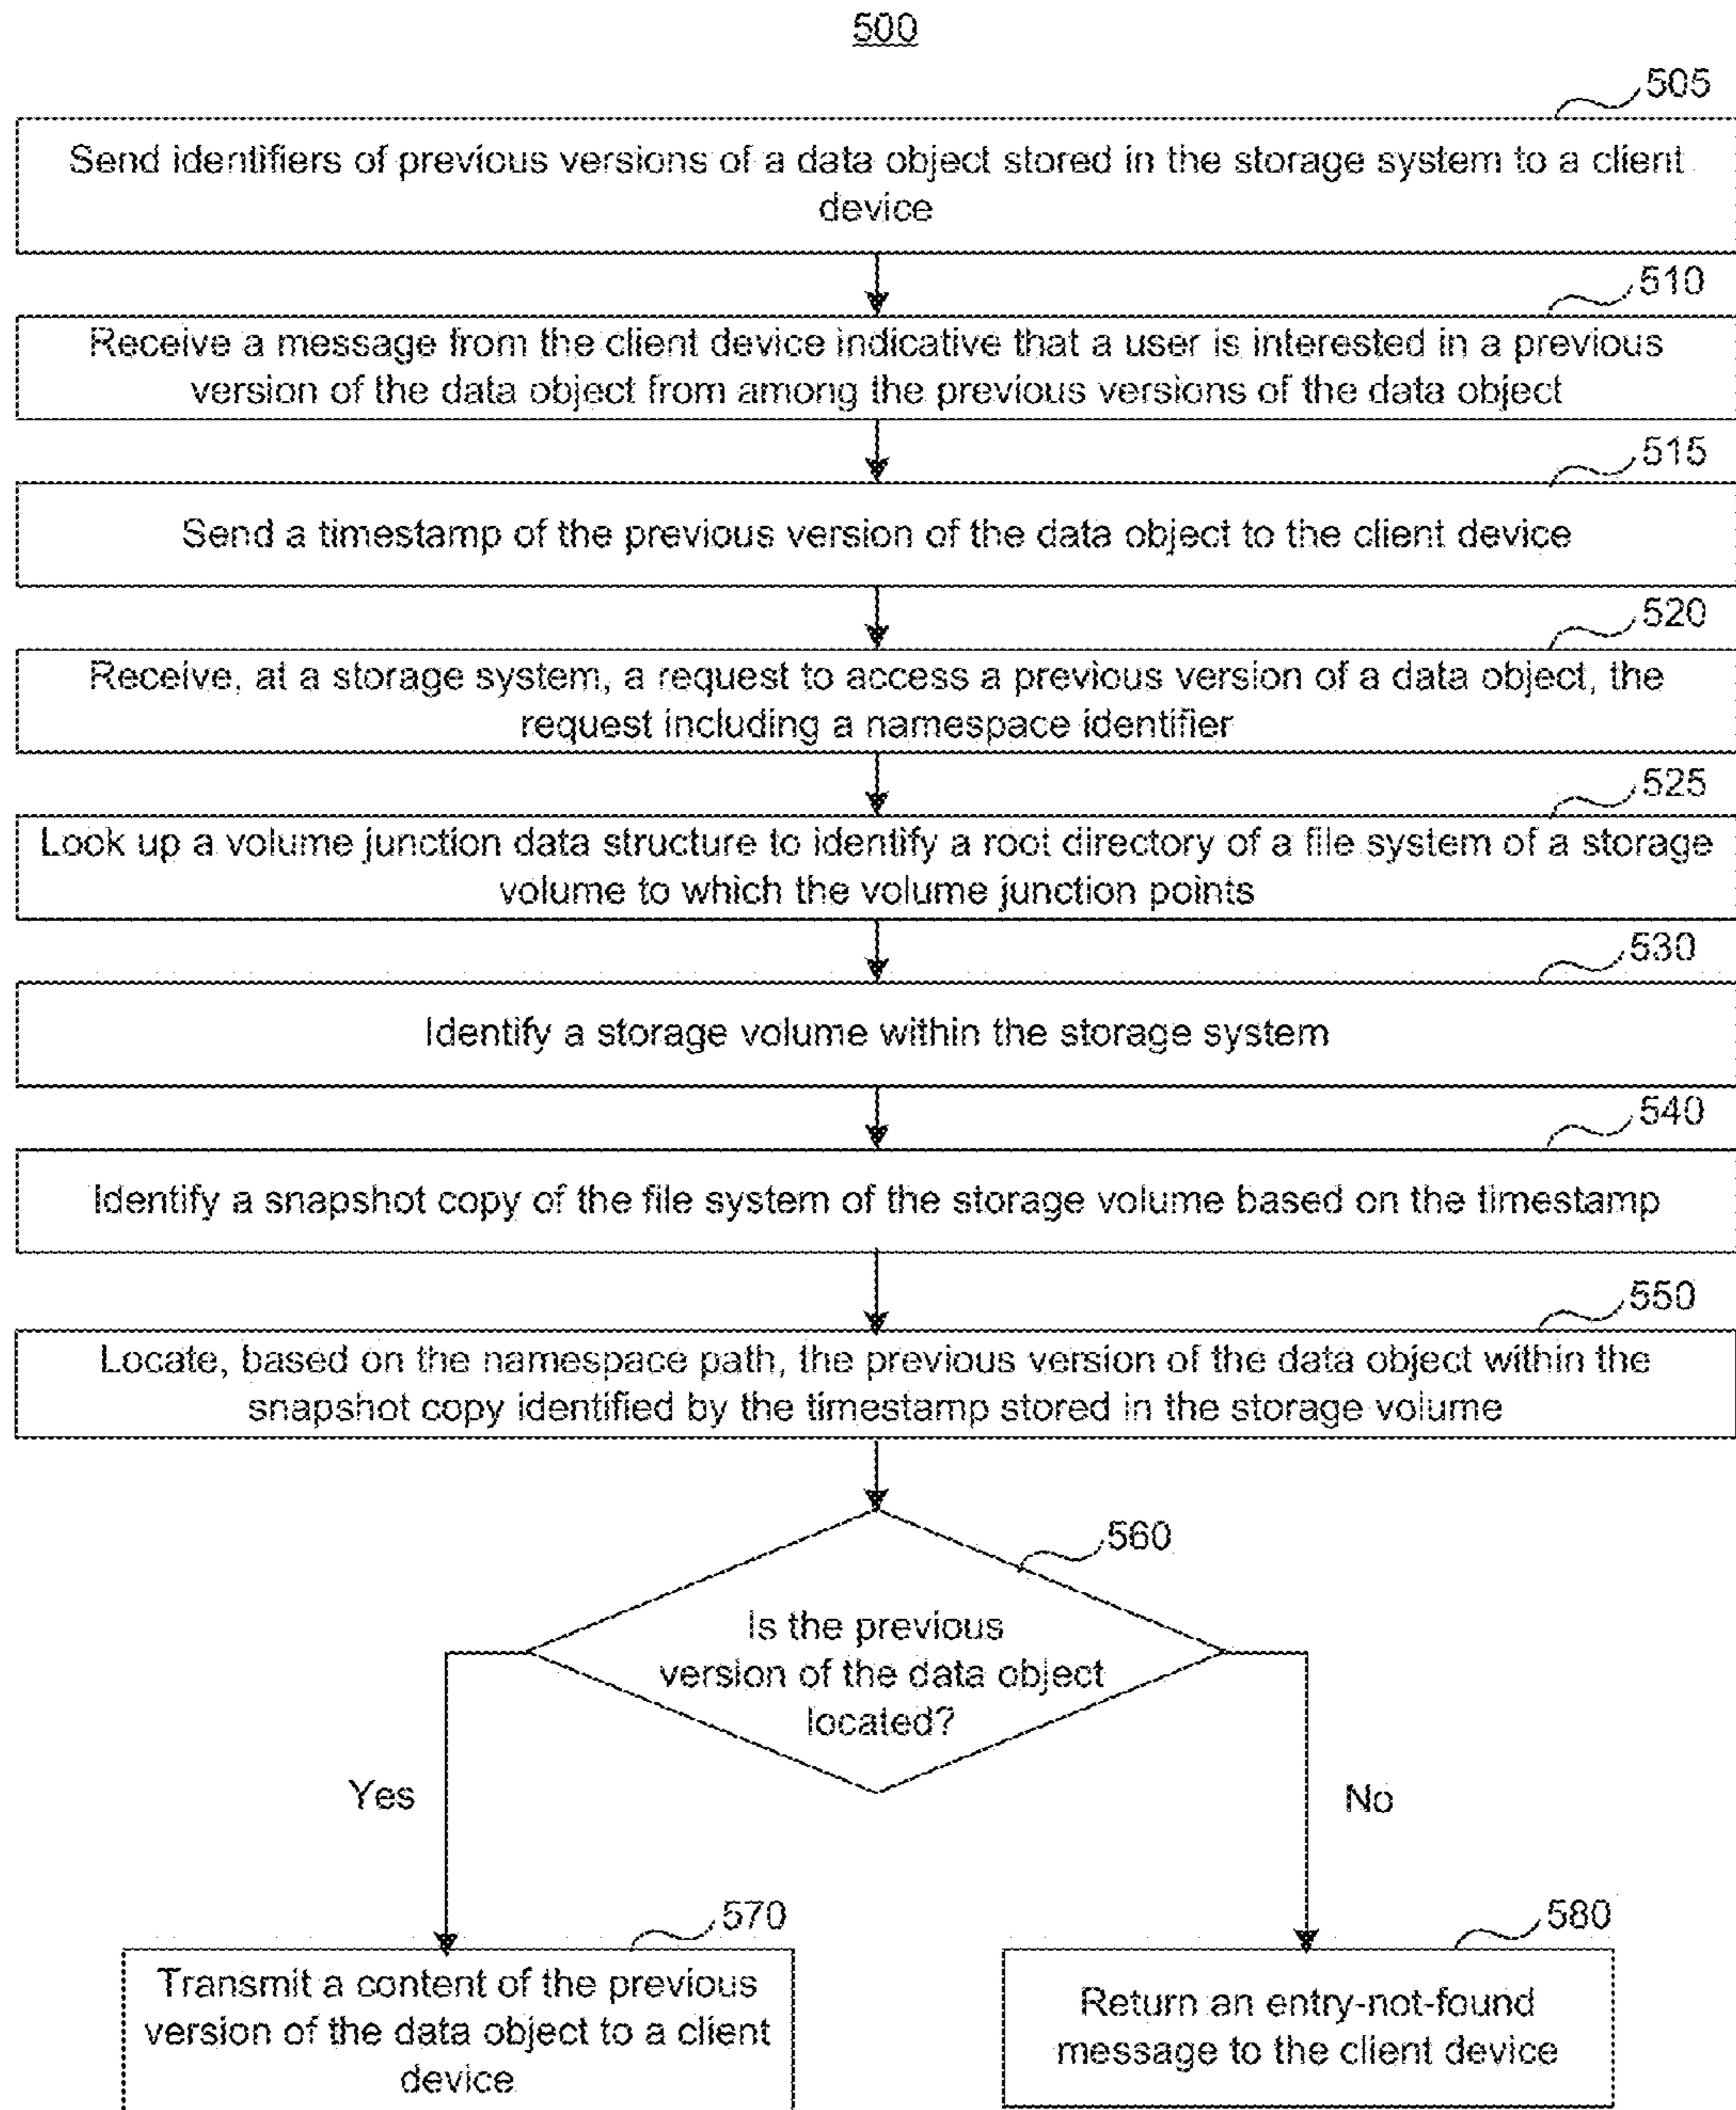 500
505
Send identifiers of previous versions of a data object stored in the storage system to a client
device
510
Receive a message from the client device indicative that a user is interested in a previous
version of the data object from among the previous versions of the data object
515
Send a timestamp of the previous version of the data object to the client device
520
Receive, at a storage system, a request to access a previous version of a data object, the
request including a namespace identifier
525
Look up a volume junction data structure to identify a root directory of a file system of a storage
volume to which the volume junction points
530
Identify a storage volume within the storage system
540
Identify a snapshot copy of the file system of the storage volume based on the timestamp
550
Locate, based on the namespace path, the previous version of the data object within the
snapshot copy identified by the timestamp stored in the storage volume
560
Is the previous
version of the data object
located?
Yes
No
570
Transmit a content of the previous
version of the data object to a client
device
580
Return an entry-not-found
message to the client device